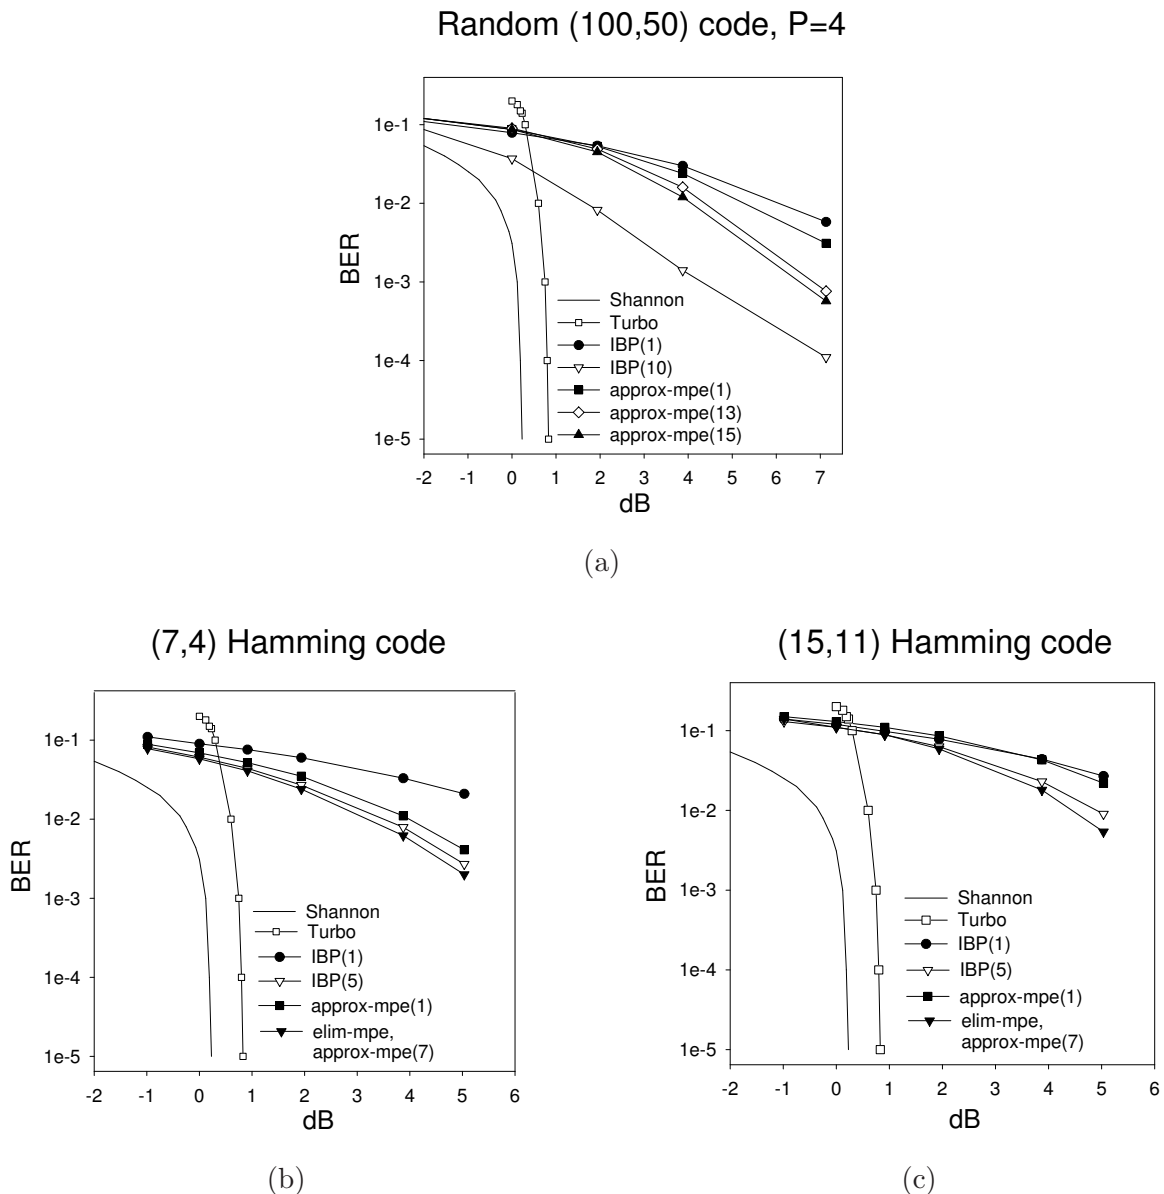 Random (100,50) code, P=4
1e-1
1e-2
1e-3
1e-4
1e-5
BER
Shannon
Turbo
IBP(1)
IBP(10)
approx-mpe(1)
approx-mpe(13)
approx-mpe(15)
-2 -1 0 1 2 3 4 5 6 7
dB
(a)
(7,4) Hamming code
1e-1
1e-2
1e-3
1e-4
1e-5
BER
Shannon
Turbo
IBP(1)
IBP(5)
approx-mpe(1)
elim-mpe,
approx-mpe(7)
-2 -1 0 1 2 3 4 5 6
dB
(b)
(15,11) Hamming code
1e-1
1e-2
1e-3
1e-4
1e-5
BER
Shannon
Turbo
IBP(1)
IBP(5)
approx-mpe(1)
elim-mpe,
approx-mpe(7)
-2 -1 0 1 2 3 4 5 6
dB
(c)